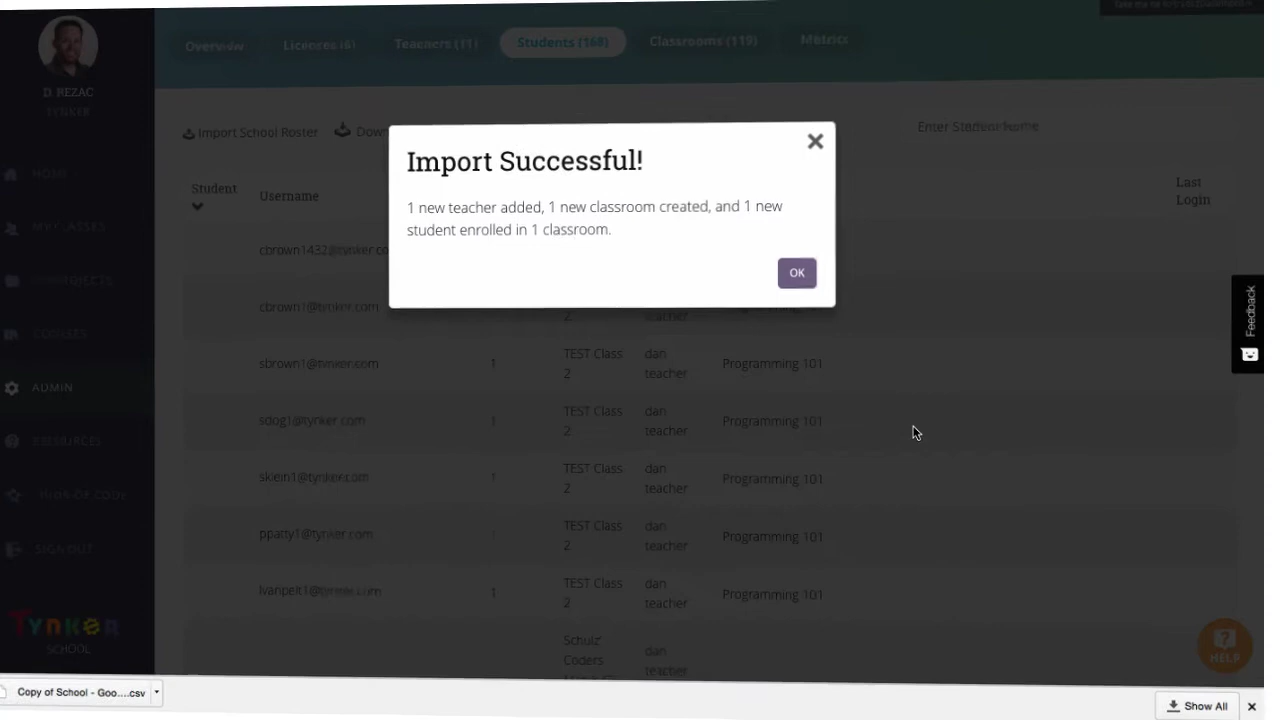 Overview
Licenses (6)
Teachers (11)
Students (168)
Classrooms (119)
Metrics
D. REZAC
TYNKER
HOME
MY CLASSES
COURSES
ADMIN
RESOURCES
HOUR OF CODE
SIGN OUT
TYNKER
SCHOOL
Import School Roster
Enter Student Name
Student
Username
Last
Login
Import Successful!
1 new teacher added, 1 new classroom created, and 1 new
student enrolled in 1 classroom.
OK
cbrown1432@tynker.co
cbrown1@tynker.com
2
teacher
sbrown1@tynker.com 1 TEST Class 2 dan teacher Programming 101
sdog1@tynker.com 1 TEST Class 2 dan teacher Programming 101
sklein1@tynker.com 1 TEST Class 2 dan teacher Programming 101
ppatty1@tynker.com 1 TEST Class 2 dan teacher Programming 101
lvanpelt1@tynker.com 1 TEST Class 2 dan teacher Programming 101
Schulz Coders dan teacher
Feedback
HELP
Copy of School - Goo....csv
Show All